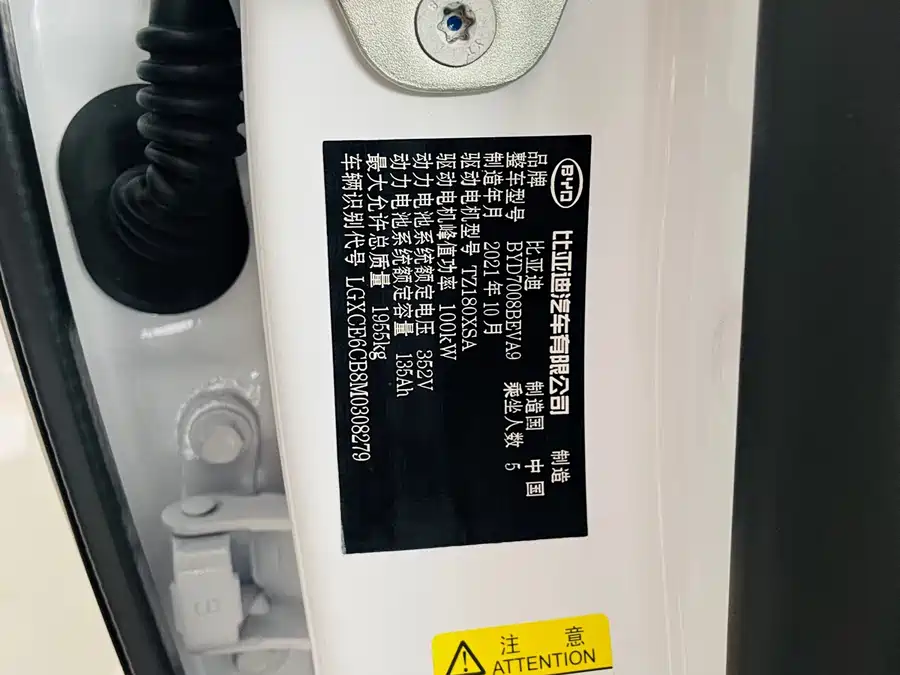 BYD 比亚迪汽车有限公司 制造
品牌 比亚迪 制造国 中国
整车型号 BYD7008BEVA9 乘坐人数 5
制造年月 2021年10月
驱动电机型号 TZ180XSA
驱动电机峰值功率 100kW
动力电池系统额定电压 352V
动力电池系统额定容量 135Ah
最大允许总质量 1955kg
车辆识别代号 LGXCE6CB8M0308279
注意
ATTENTION